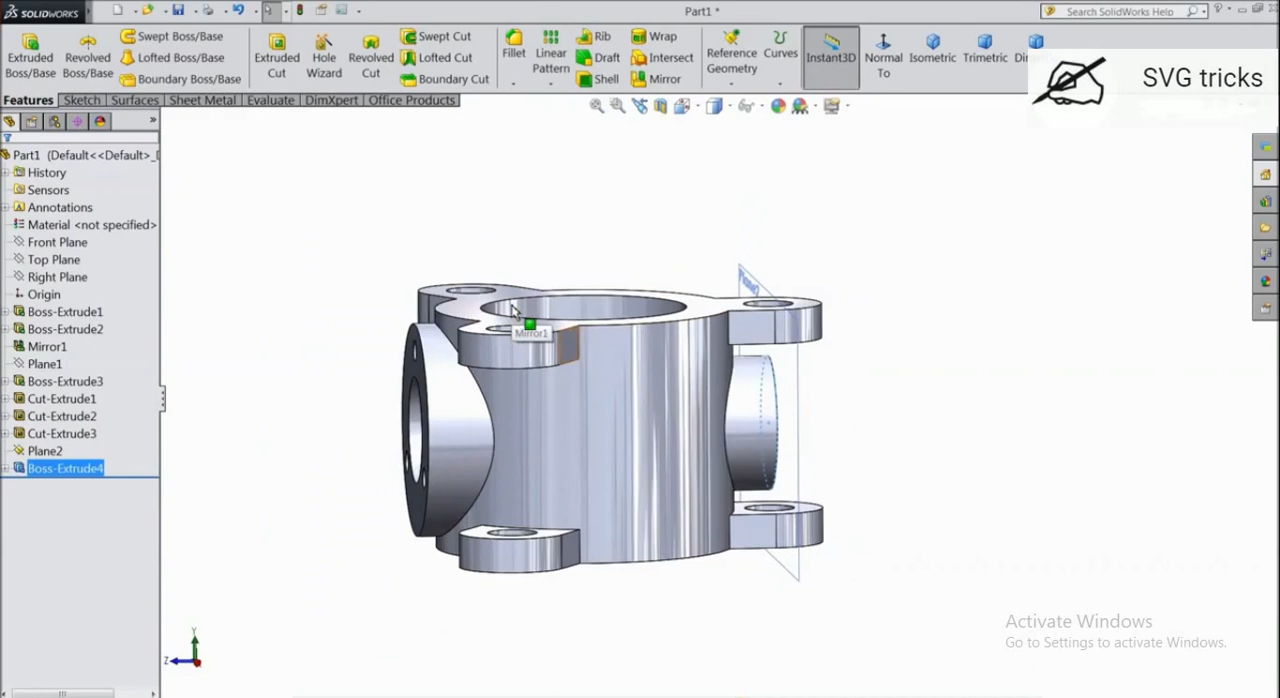 SOLIDWORKS
Part1 *
Search SolidWorks Help
Extruded Boss/Base
Revolved Boss/Base
Swept Boss/Base
Lofted Boss/Base
Boundary Boss/Base
Extruded Cut
Hole Wizard
Revolved Cut
Swept Cut
Lofted Cut
Boundary Cut
Fillet
Linear Pattern
Rib
Draft
Shell
Wrap
Intersect
Mirror
Reference Geometry
Curves
Instant3D
Normal To
Isometric
Trimetric
SVG tricks
Features
Sketch
Surfaces
Sheet Metal
Evaluate
DimXpert
Office Products
Part1 (Default<<Default>_
History
Sensors
Annotations
Material <not specified>
Front Plane
Top Plane
Right Plane
Origin
Boss-Extrude1
Boss-Extrude2
Mirror1
Plane1
Boss-Extrude3
Cut-Extrude1
Cut-Extrude2
Cut-Extrude3
Plane2
Boss-Extrude4
Plane2
Mirror1
Y
Z
Activate Windows
Go to Settings to activate Windows.